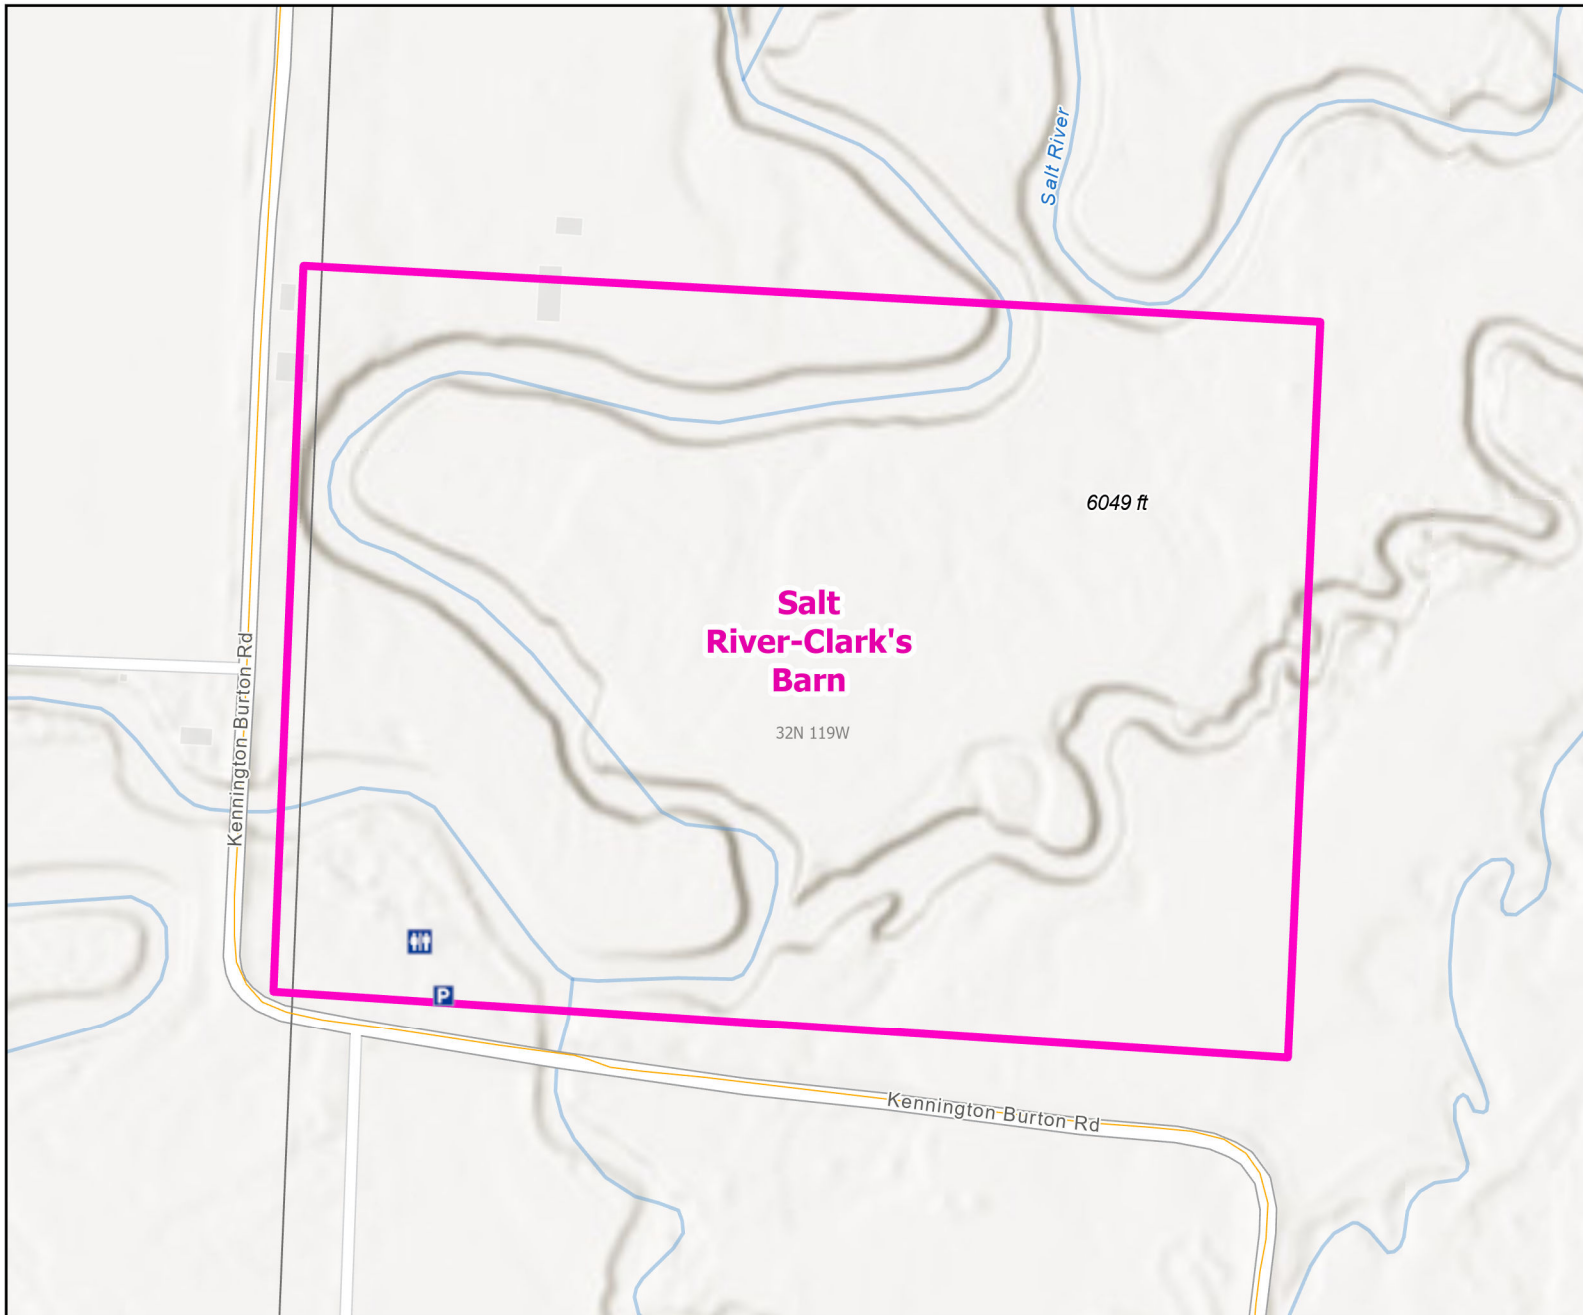 Salt River
6049 ft
Salt
River-Clark's
Barn
32N 119W
Kennington Burton Rd
P
Kennington Burton Rd